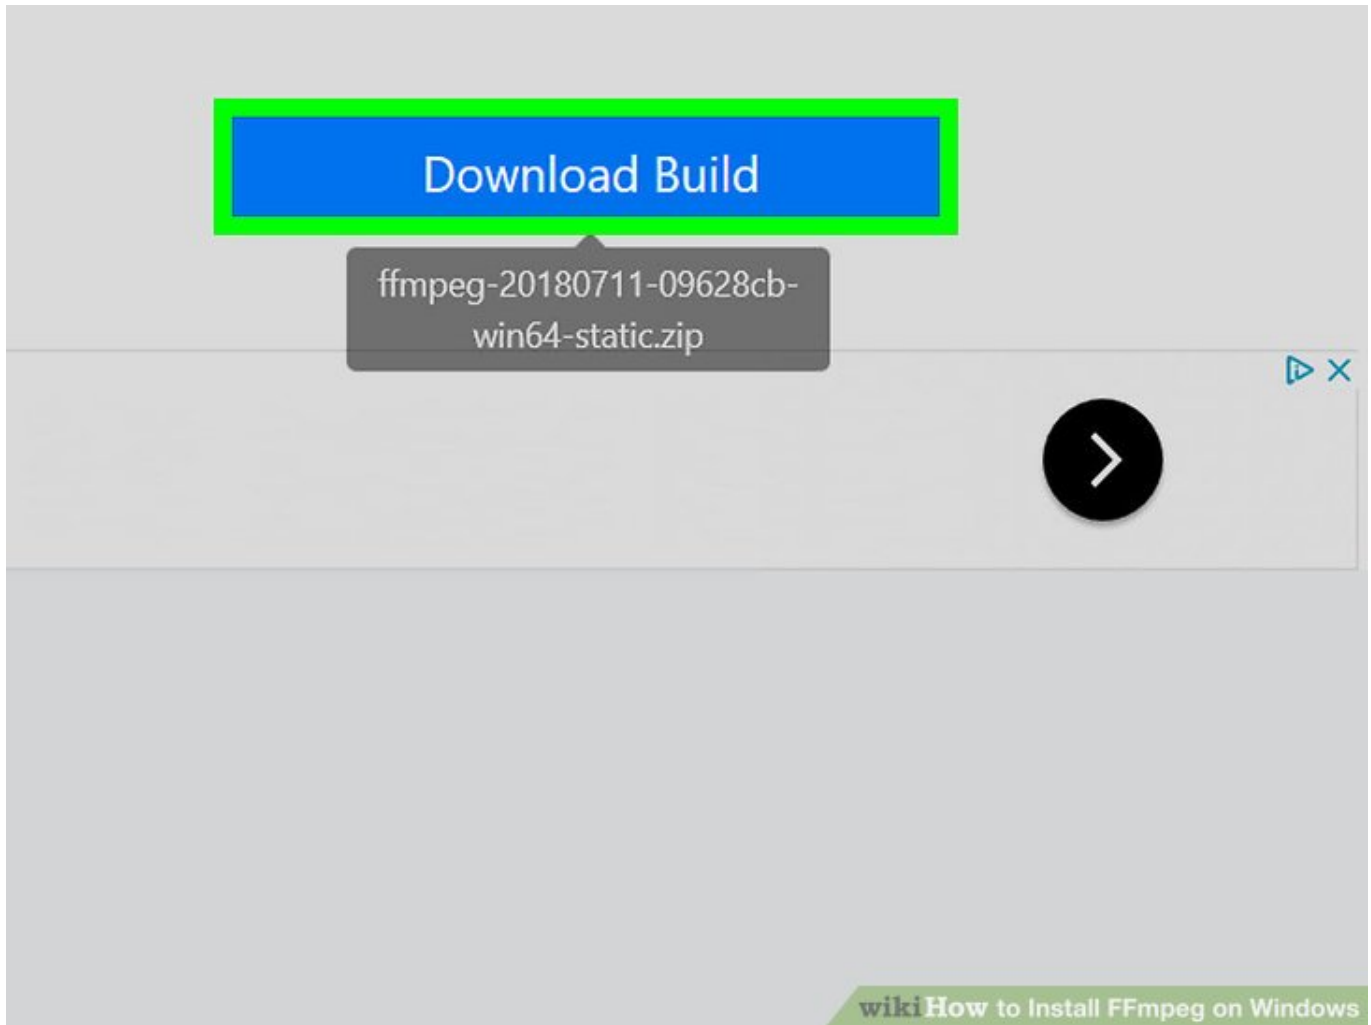 Download Build
ffmpeg-20180711-09628cb-
win64-static.zip
wikiHow to Install FFmpeg on Windows